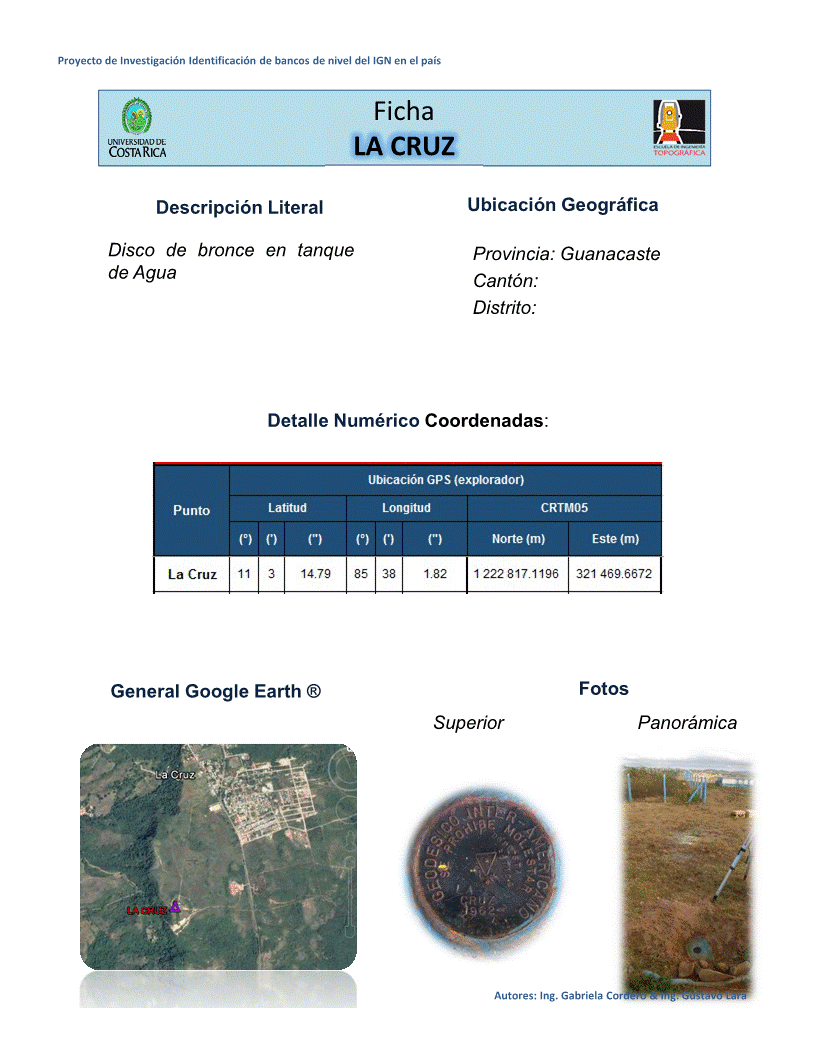 Proyecto de Investigación Identificación de bancos de nivel del IGN en el país
UNIVERSIDAD DE
COSTA RICA
Ficha
LA CRUZ
ESCUELA DE INGENIERÍA
TOPOGRÁFICA
Descripción Literal
Disco de bronce en tanque
de Agua
Ubicación Geográfica
Provincia: Guanacaste
Cantón:
Distrito:
Detalle Numérico Coordenadas:
Punto
Ubicación GPS (explorador)
Latitud Longitud CRTM05
(°) (') (") (°) (') (") Norte (m) Este (m)
La Cruz 11 3 14.79 85 38 1.82 1 222 817.1196 321 469.6672
General Google Earth ®
La Cruz
LA CRUZ
Fotos
Superior
Panorámica
GEODESICO INTER-AMERICANO
SE PROHIBE MOLESTAR
LA
CRUZ
1962
Autores: Ing. Gabriela Cordero & Ing. Gustavo Lara